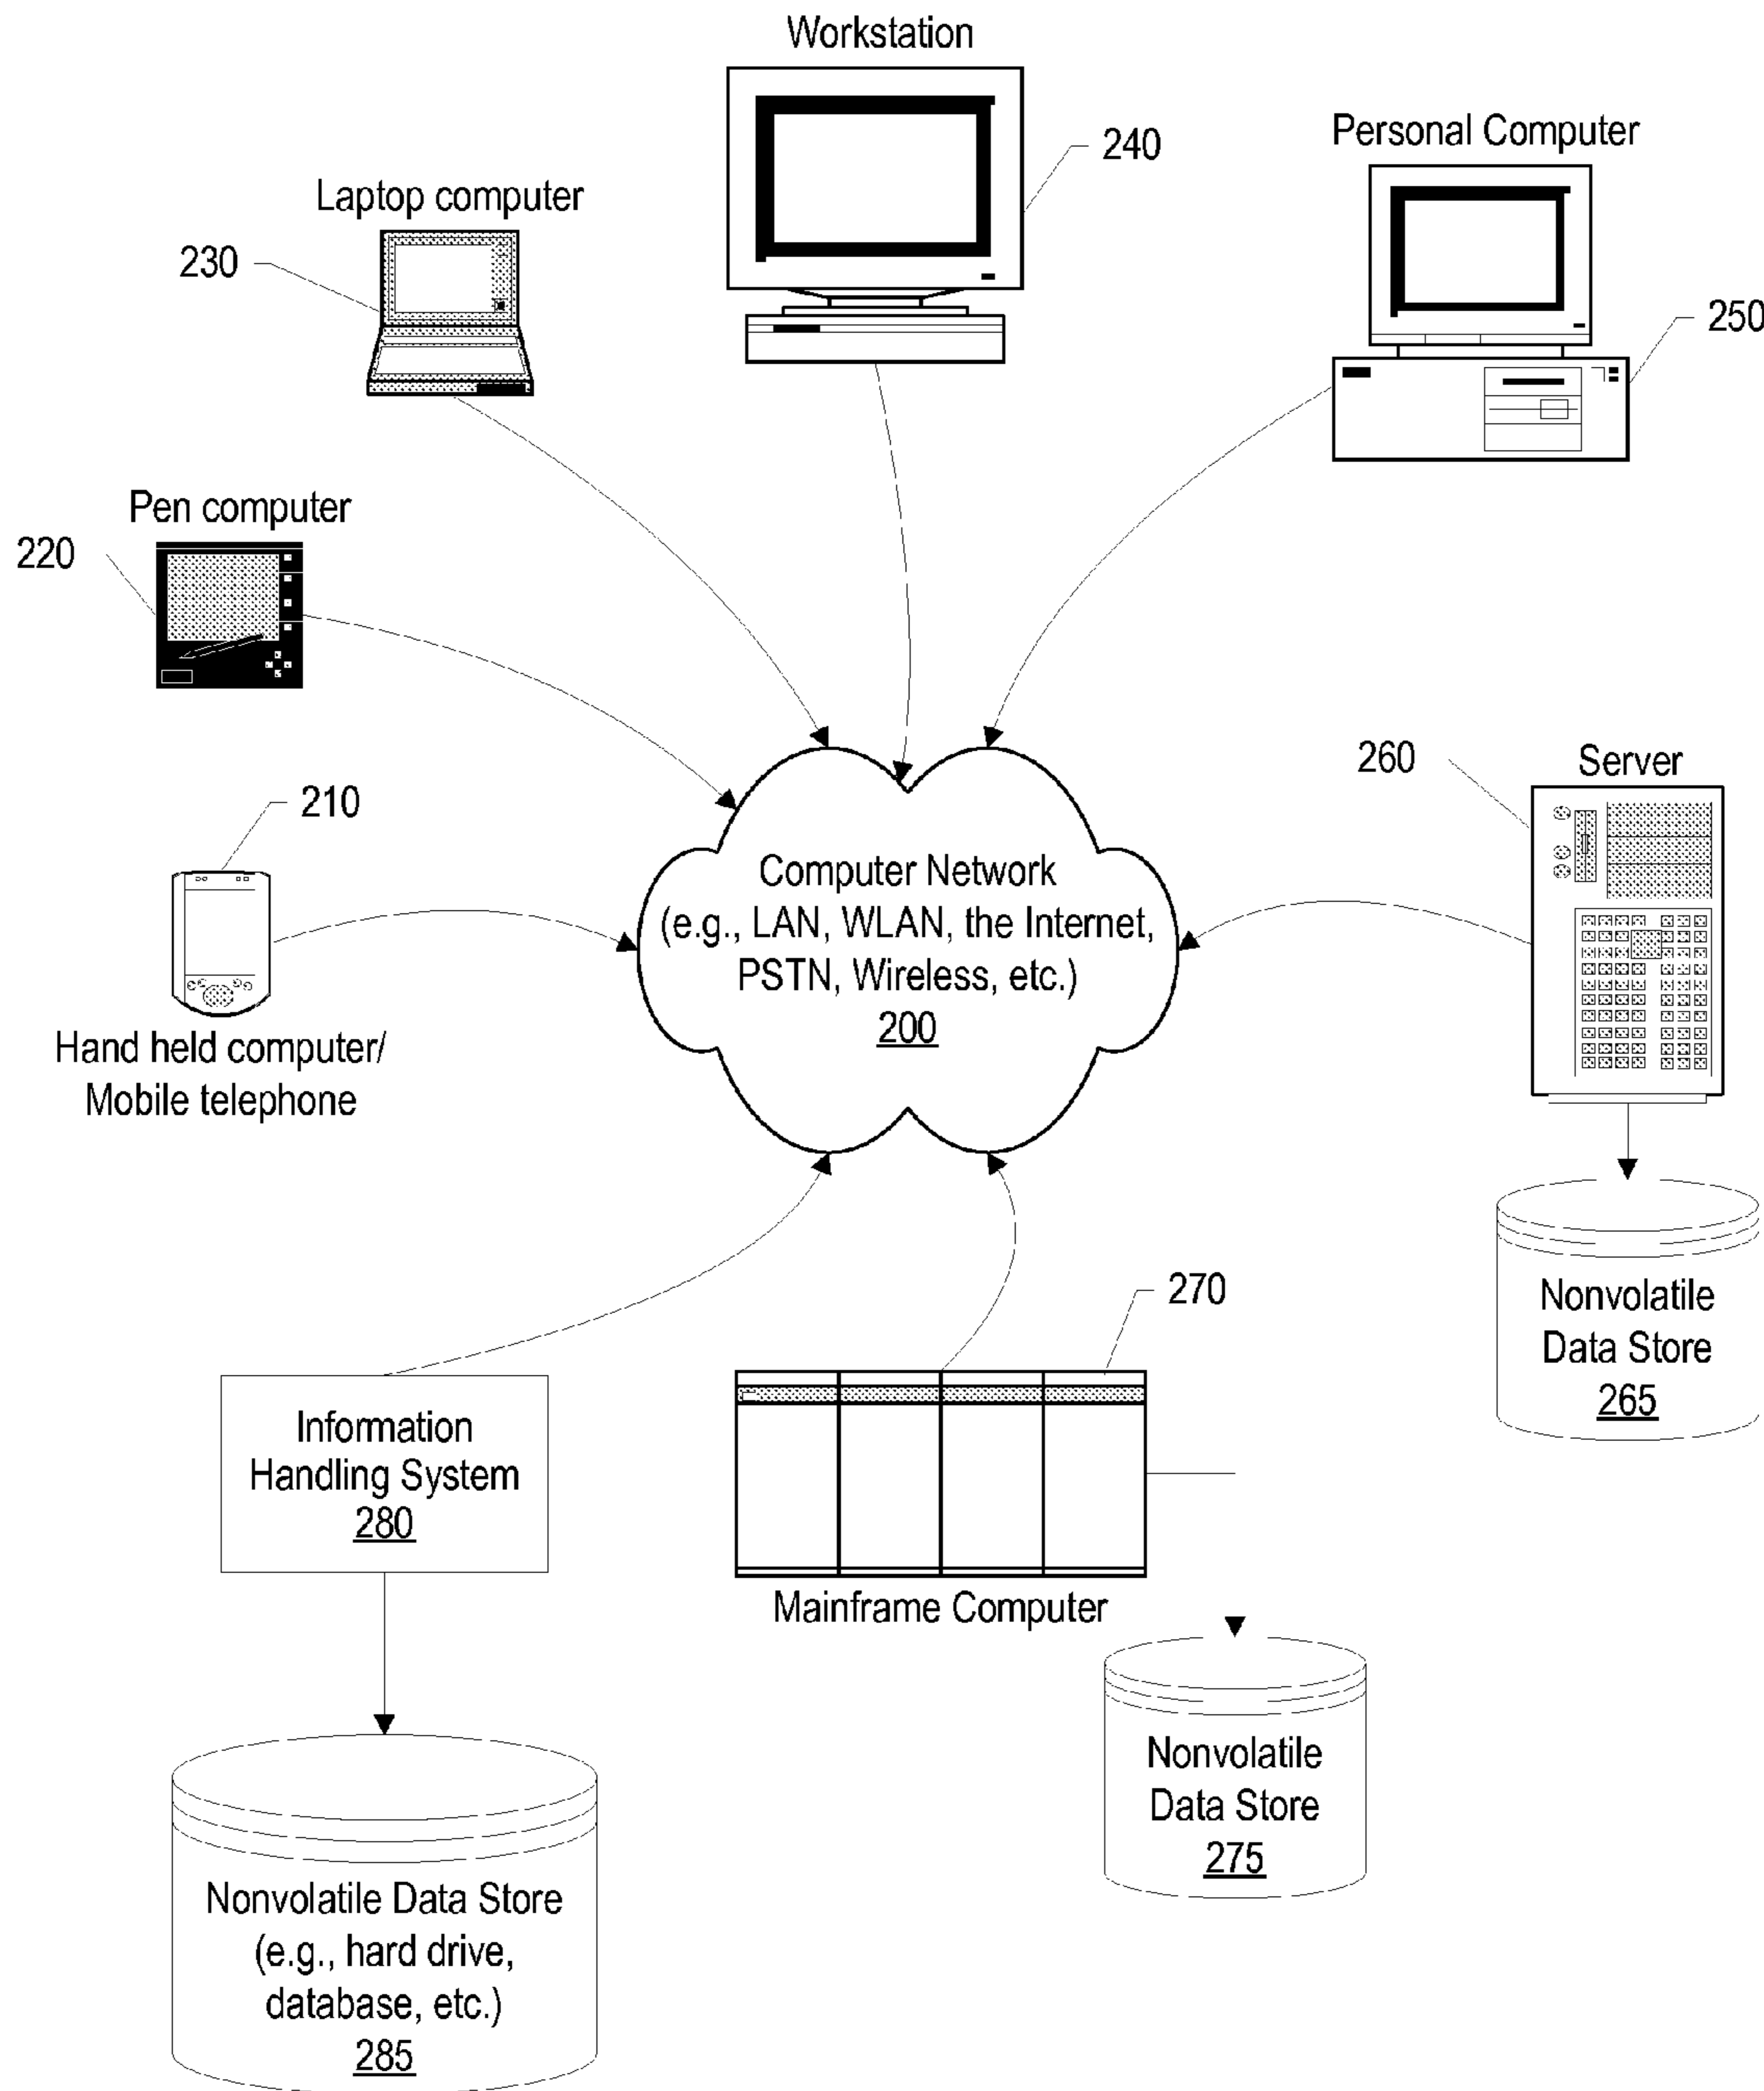 Workstation
240
Personal Computer
250
Laptop computer
230
Pen computer
220
210
Hand held computer/
Mobile telephone
Computer Network
(e.g., LAN, WLAN, the Internet,
PSTN, Wireless, etc.)
200
260
Server
Nonvolatile
Data Store
265
270
Mainframe Computer
Information
Handling System
280
Nonvolatile
Data Store
275
Nonvolatile Data Store
(e.g., hard drive,
database, etc.)
285